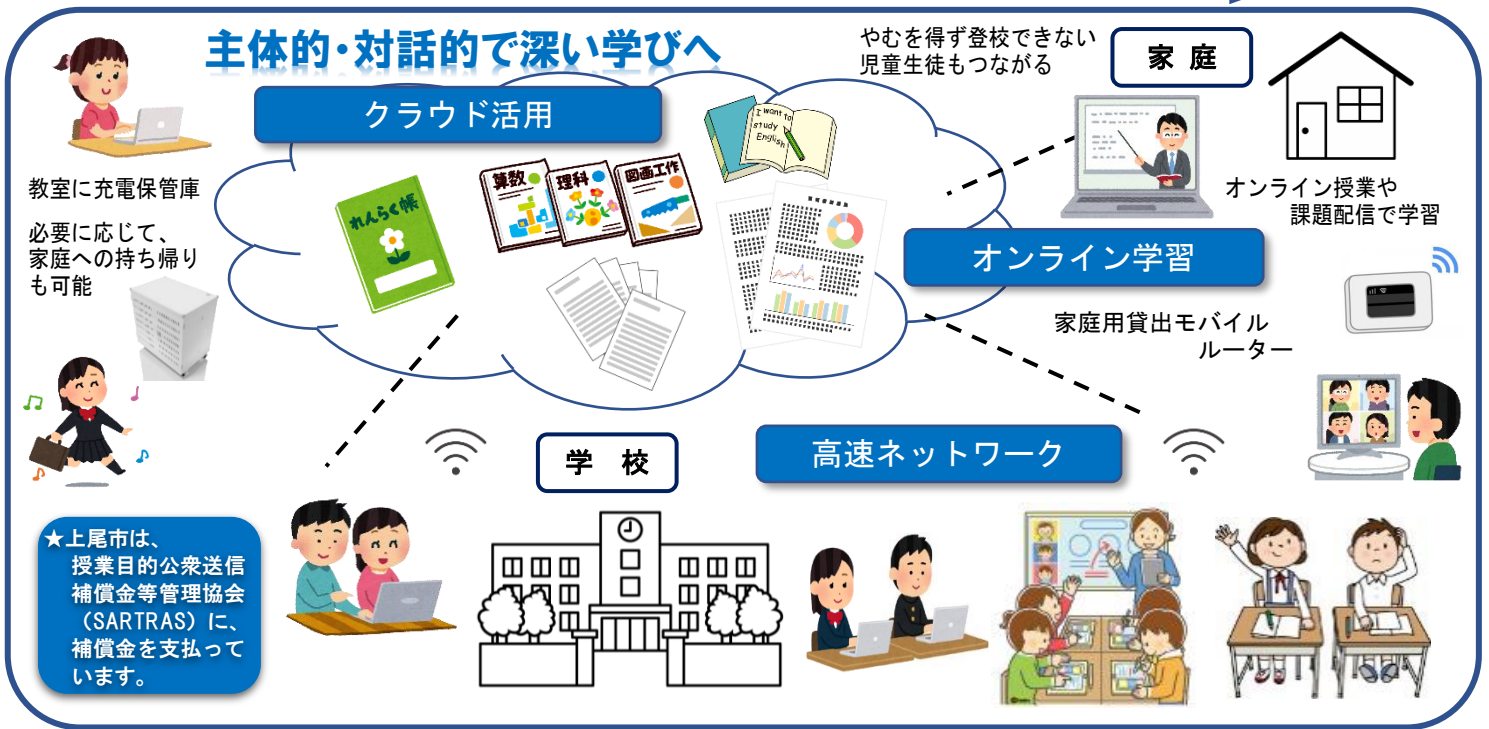 主体的・対話的で深い学びへ
やむを得ず登校できない
児童生徒もつながる
家庭
クラウド活用
I want to
study
English
算数
理科
図画工作
れんらく帳
教室に充電保管庫
必要に応じて、
家庭への持ち帰り
も可能
オンライン授業や
課題配信で学習
オンライン学習
家庭用貸出モバイル
ルーター
学校
高速ネットワーク
★上尾市は、
授業目的公衆送信
補償金等管理協会
（SARTRAS）に、
補償金を支払って
います。